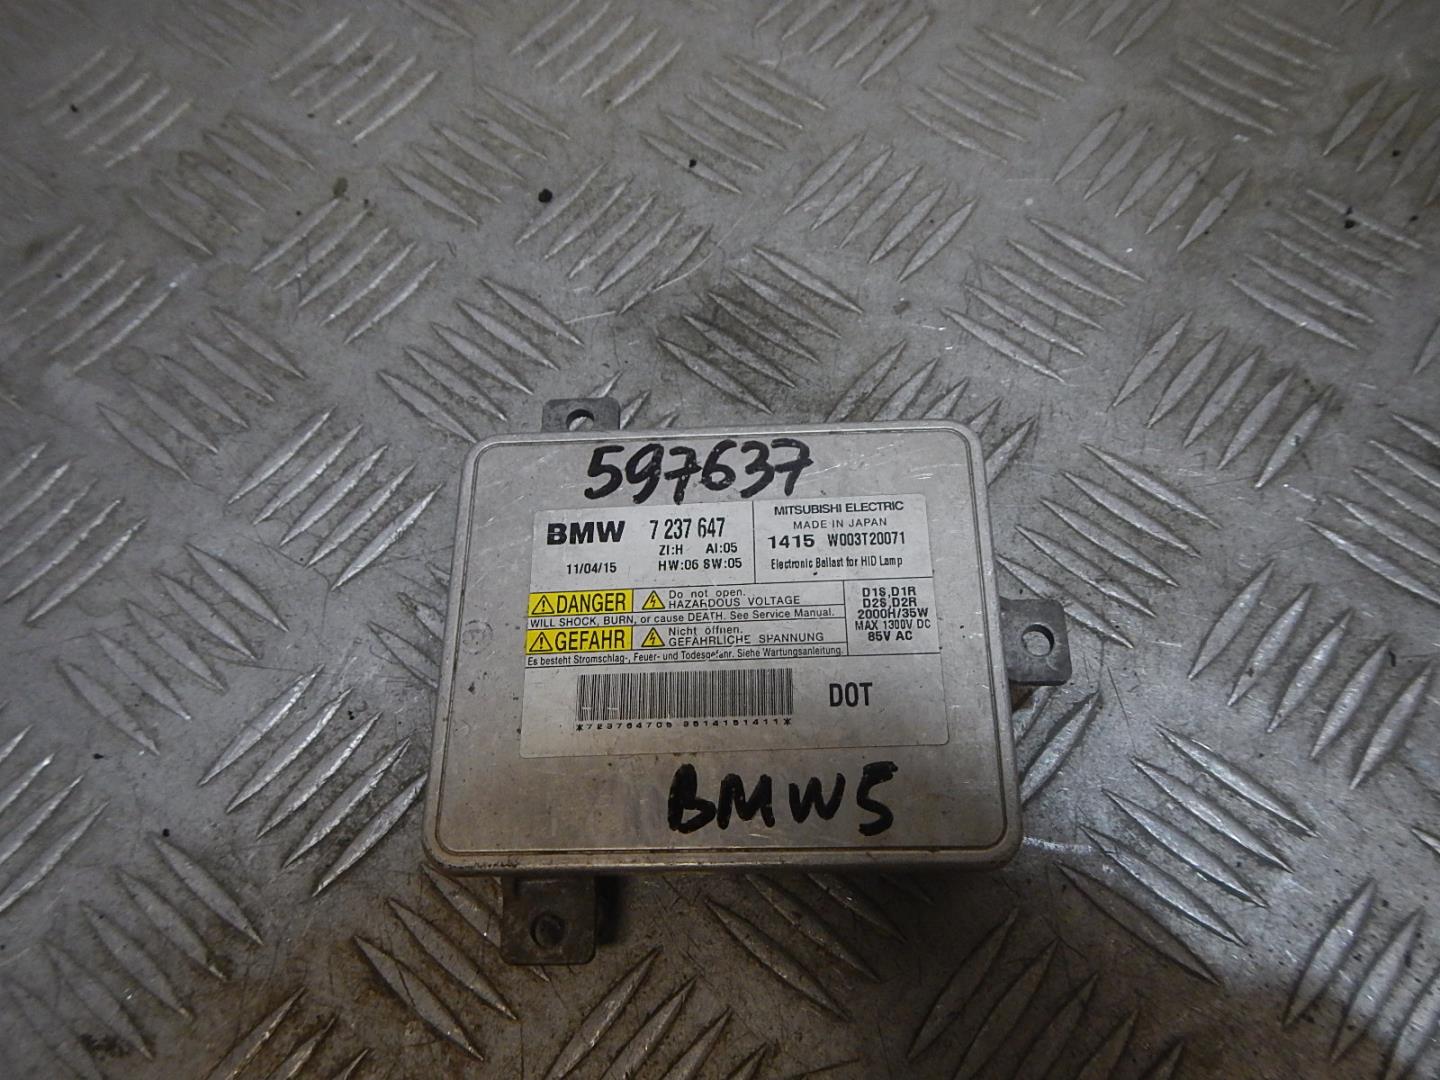 597637
BMW 7 237 647
ZI:H AI:05
11/04/15 HW:06 SW:05
MITSUBISHI ELECTRIC
MADE IN JAPAN
1415 W003T20071
Electronic Ballast for HID Lamp
DANGER Do not open.
HAZARDOUS VOLTAGE
WILL SHOCK, BURN, or cause DEATH. See Service Manual.
GEFAHR Nicht öffnen.
GEFÄHRLICHE SPANNUNG
Es besteht Stromschlag-, Feuer- und Todesgefahr. Siehe Wartungsanleitung.
D1S,D1R
D2S,D2R
2000H/35W
MAX 1300V DC
85V AC
DOT
BMW 5